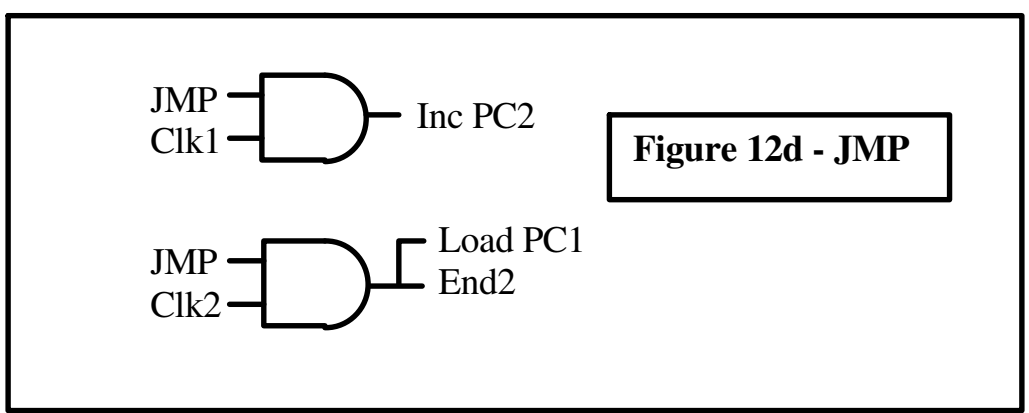 JMP
Clk1
Inc PC2
Figure 12d - JMP
JMP
Clk2
Load PC1
End2